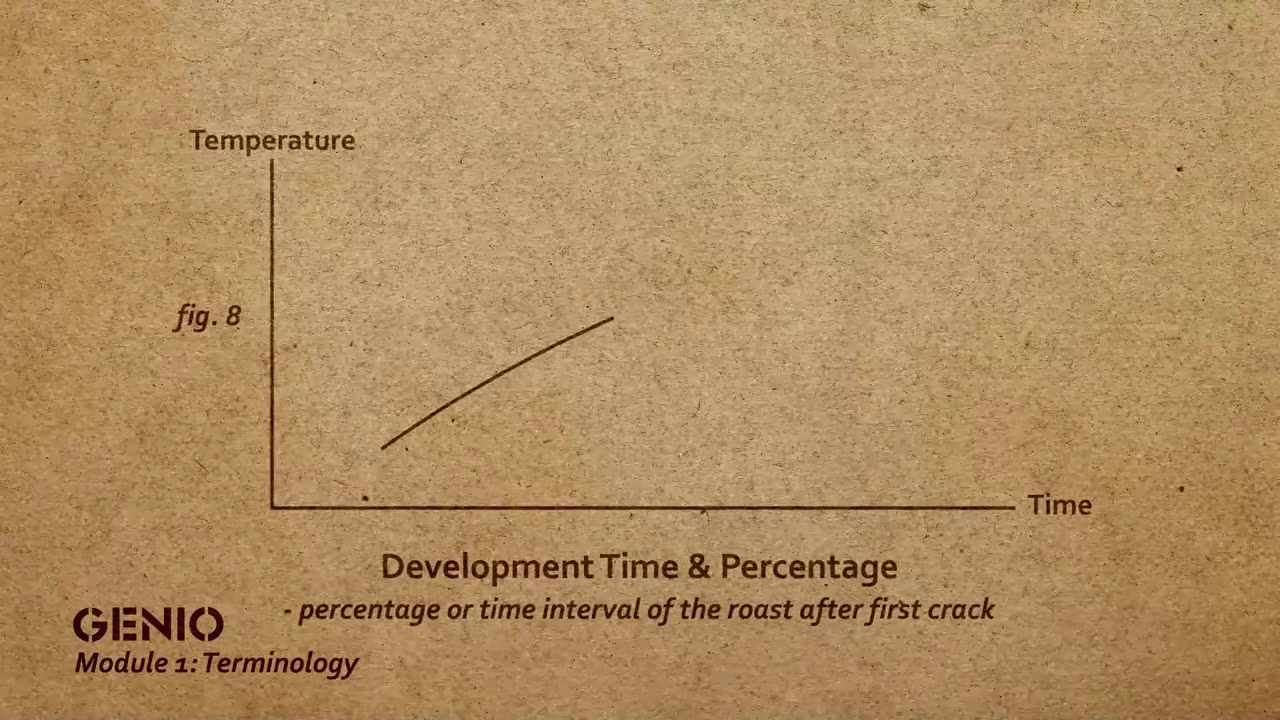 Temperature
fig. 8
Time
Development Time & Percentage
- percentage or time interval of the roast after first crack
GENIO
Module 1: Terminology